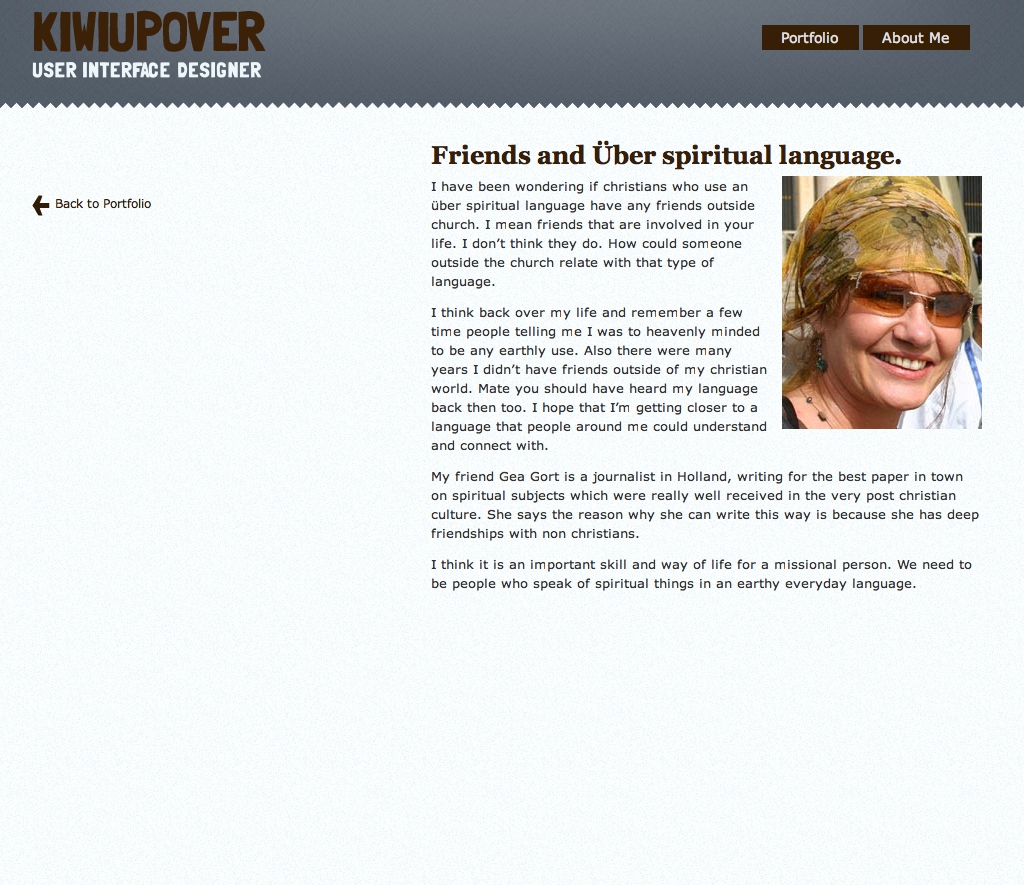 KIWIUPOVER
USER INTERFACE DESIGNER
Portfolio
About Me
Back to Portfolio
Friends and Über spiritual language.
I have been wondering if christians who use an
über spiritual language have any friends outside
church. I mean friends that are involved in your
life. I don’t think they do. How could someone
outside the church relate with that type of
language.
I think back over my life and remember a few
time people telling me I was to heavenly minded
to be any earthly use. Also there were many
years I didn’t have friends outside of my christian
world. Mate you should have heard my language
back then too. I hope that I’m getting closer to a
language that people around me could understand
and connect with.
My friend Gea Gort is a journalist in Holland, writing for the best paper in town
on spiritual subjects which were really well received in the very post christian
culture. She says the reason why she can write this way is because she has deep
friendships with non christians.
I think it is an important skill and way of life for a missional person. We need to
be people who speak of spiritual things in an earthy everyday language.